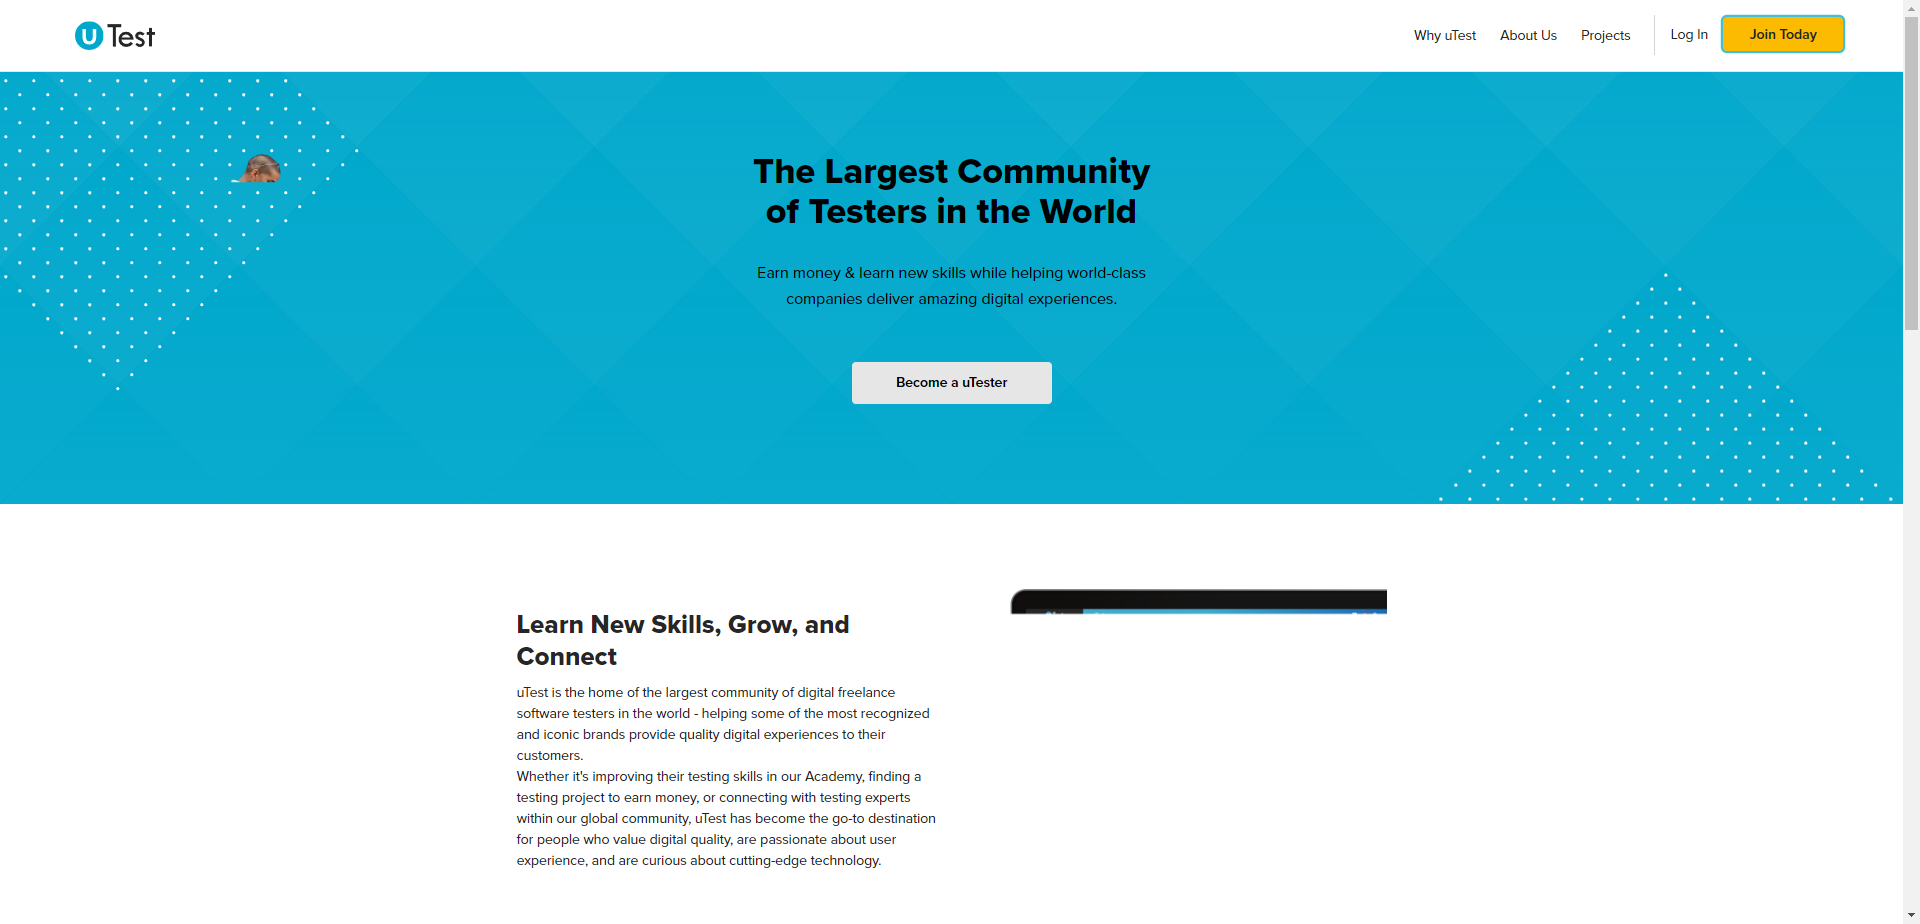 uTest
Why uTest
About Us
Projects
Log In
Join Today
The Largest Community
of Testers in the World
Earn money & learn new skills while helping world-class
companies deliver amazing digital experiences.
Become a uTester
Learn New Skills, Grow, and
Connect
uTest is the home of the largest community of digital freelance
software testers in the world - helping some of the most recognized
and iconic brands provide quality digital experiences to their
customers.
Whether it's improving their testing skills in our Academy, finding a
testing project to earn money, or connecting with testing experts
within our global community, uTest has become the go-to destination
for people who value digital quality, are passionate about user
experience, and are curious about cutting-edge technology.